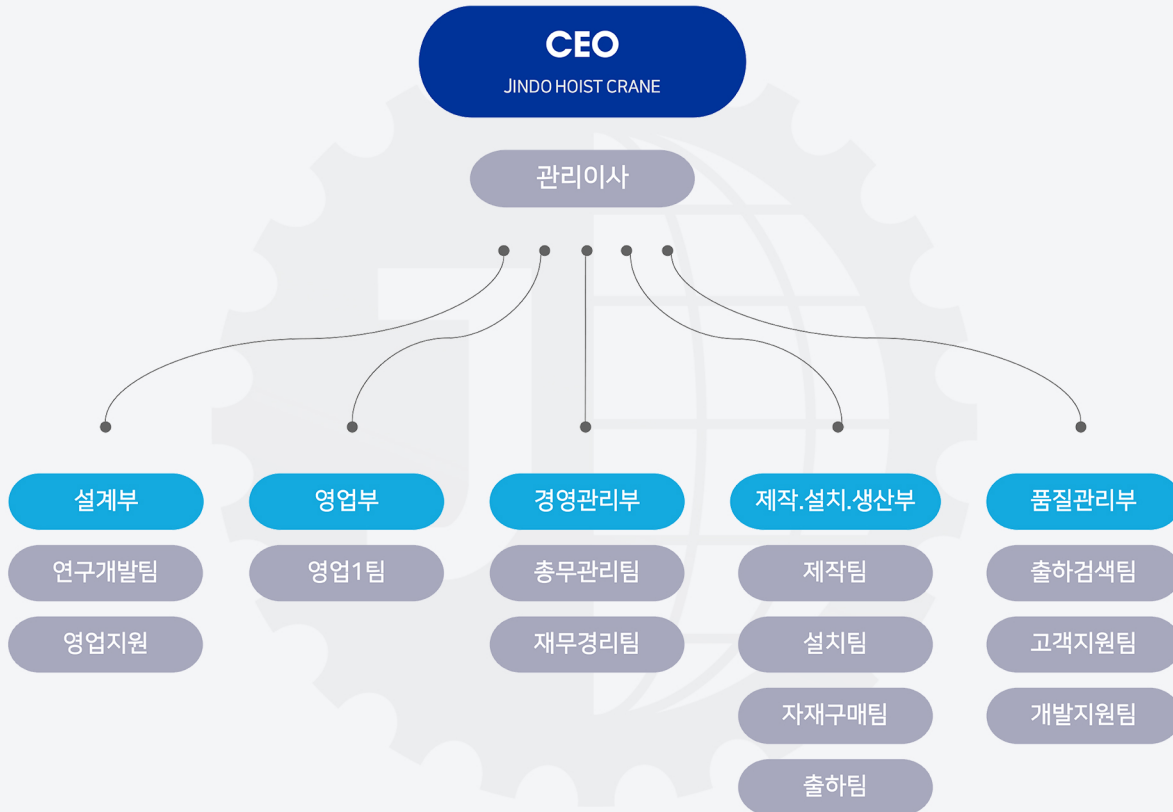 CEO
JINDO HOIST CRANE
관리이사
설계부
연구개발팀
영업지원
영업부
영업1팀
경영관리부
총무관리팀
재무경리팀
제작.설치.생산부
제작팀
설치팀
자재구매팀
출하팀
품질관리부
출하검색팀
고객지원팀
개발지원팀